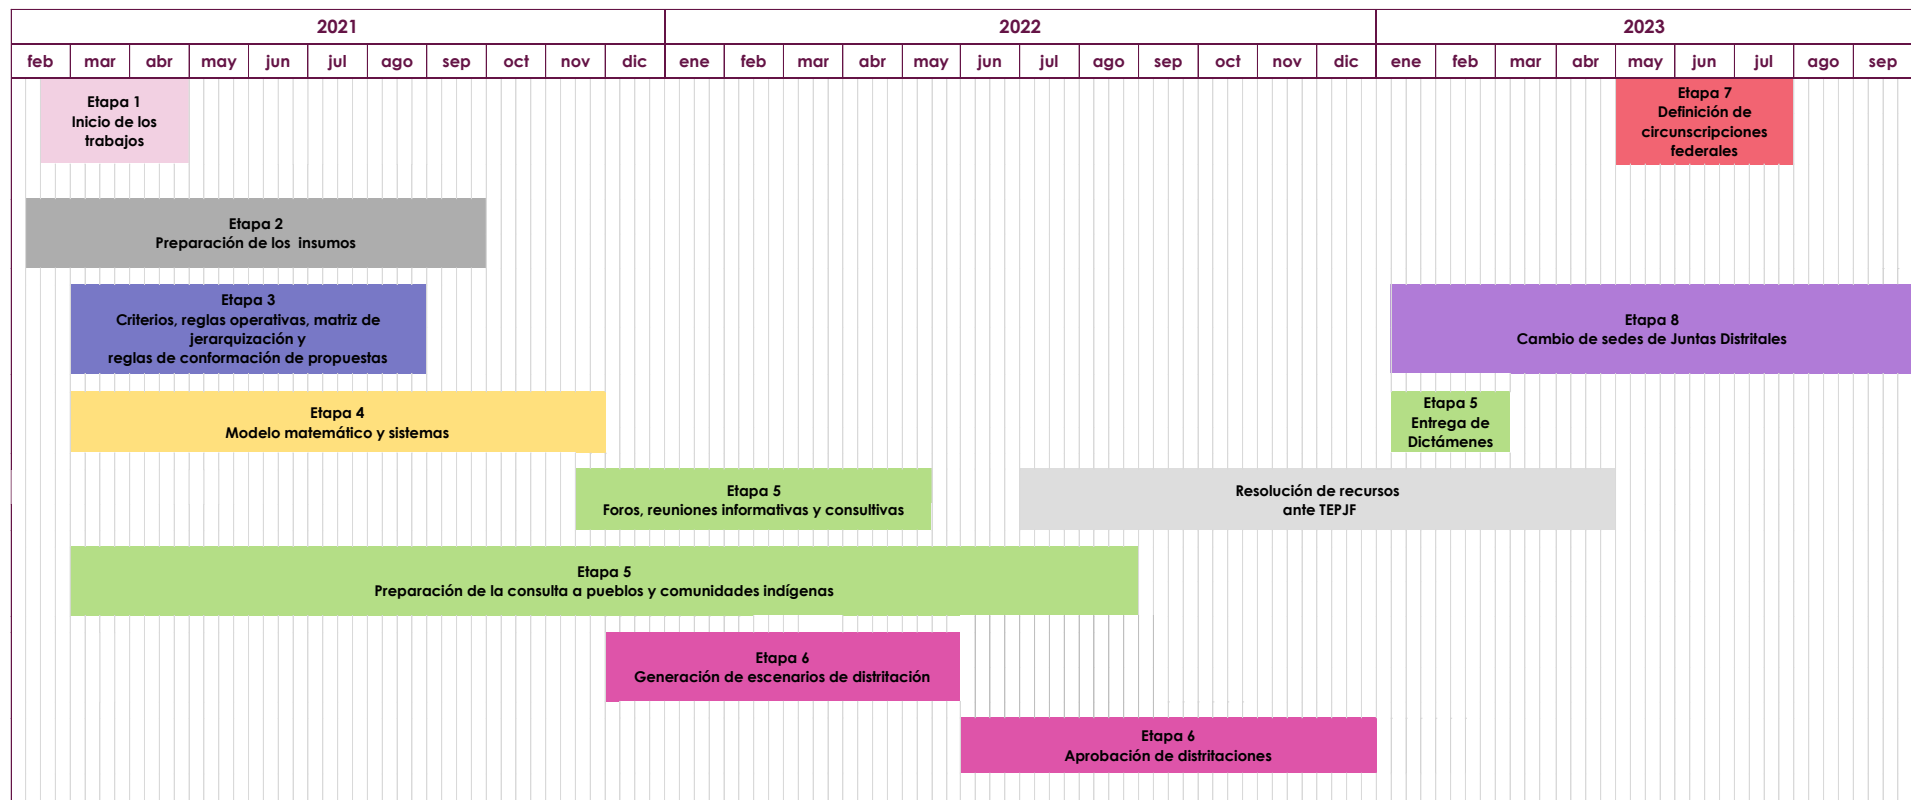 2021 2022 2023
feb mar abr may jun jul ago sep oct nov dic ene feb mar abr may jun jul ago sep oct nov dic ene feb mar abr may jun jul ago sep
Etapa 1
Inicio de los
trabajos
Etapa 7
Definición de
circunscripciones
federales
Etapa 2
Preparación de los insumos
Etapa 3
Criterios, reglas operativas, matriz de
jerarquización y
reglas de conformación de propuestas
Etapa 8
Cambio de sedes de Juntas Distritales
Etapa 4
Modelo matemático y sistemas
Etapa 5
Entrega de
Dictámenes
Etapa 5
Foros, reuniones informativas y consultivas
Resolución de recursos
ante TEPJF
Etapa 5
Preparación de la consulta a pueblos y comunidades indígenas
Etapa 6
Generación de escenarios de distritación
Etapa 6
Aprobación de distritaciones